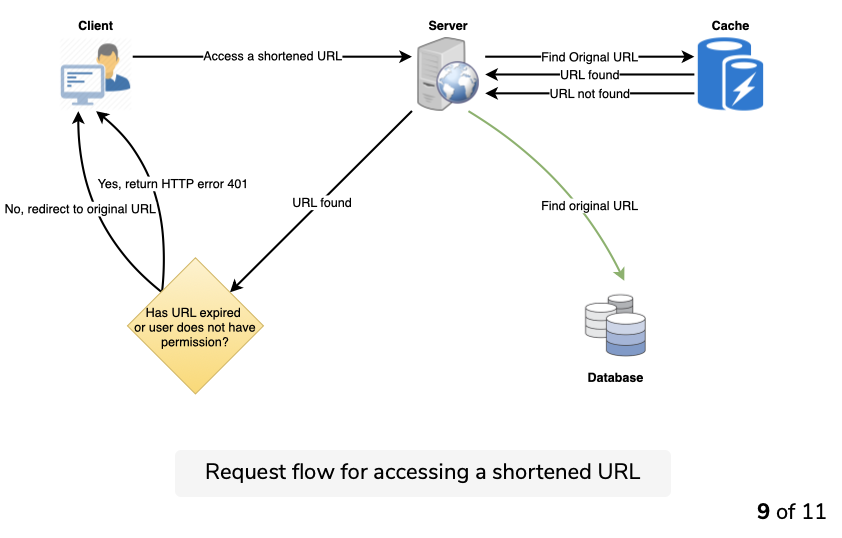 Client
Server
Cache
Access a shortened URL
Find Orignal URL
URL found
URL not found
Yes, return HTTP error 401
No, redirect to original URL
URL found
Find original URL
Has URL expired
or user does not have
permission?
Database
Request flow for accessing a shortened URL
9 of 11